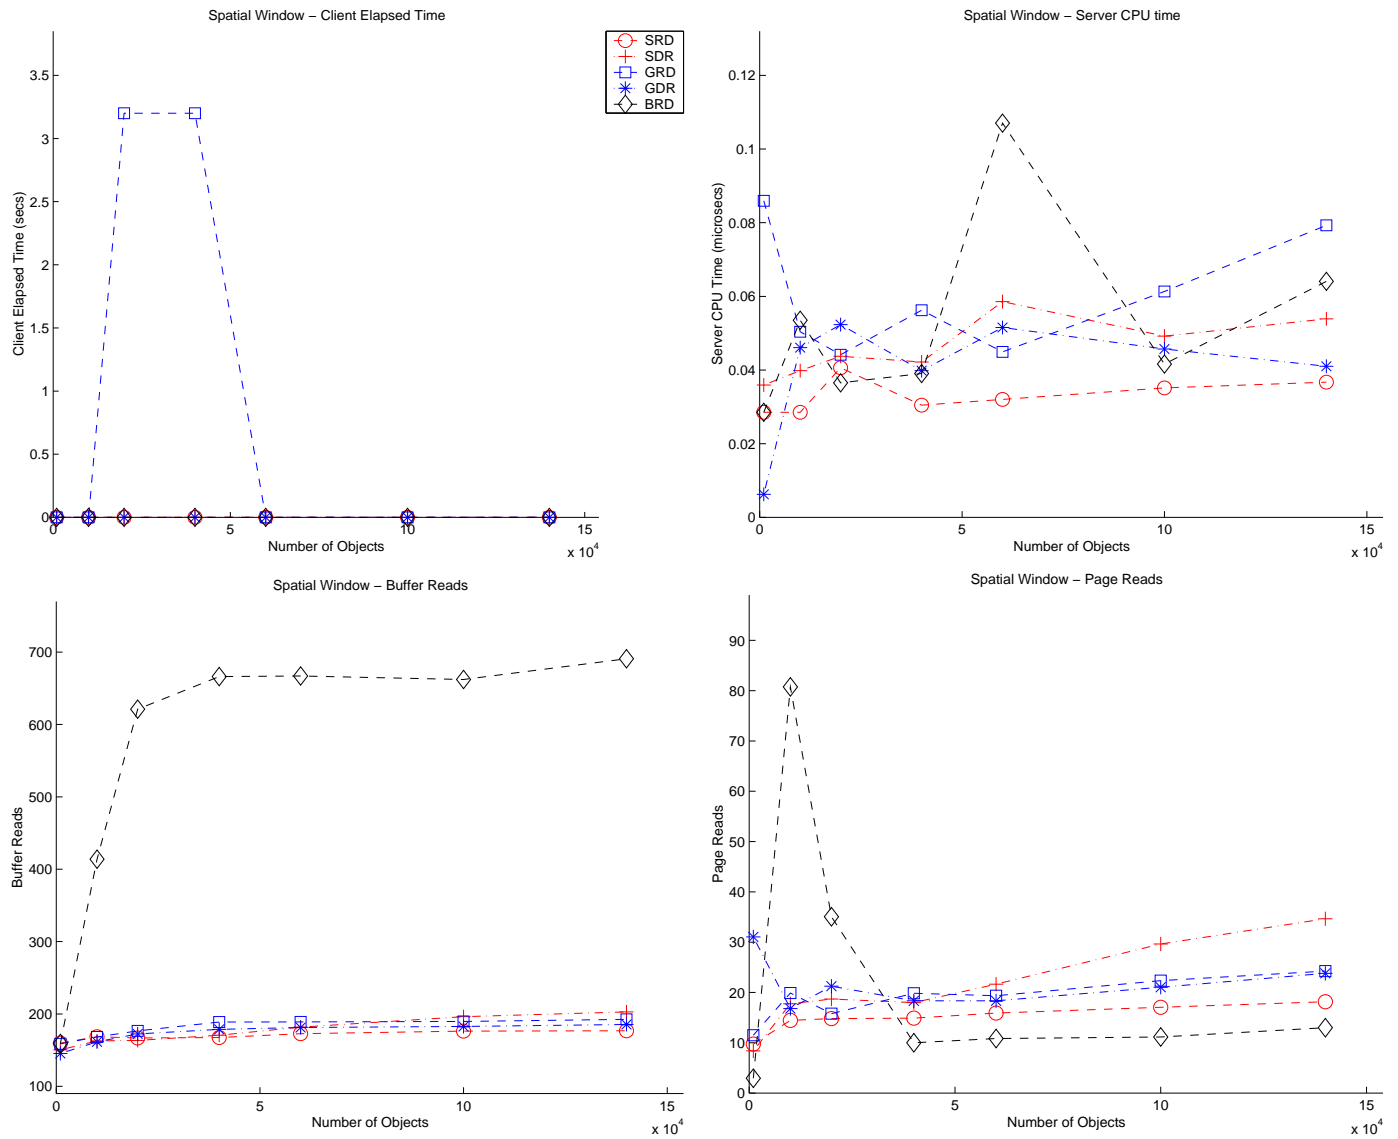 Spatial Window – Client Elapsed Time
3.5
3
2.5
2
1.5
1
0.5
0
Client Elapsed Time (secs)
0
5
10
15
x 10^4
Number of Objects
SRD
SDR
GRD
GDR
BRD
Spatial Window – Server CPU time
0.12
0.1
0.08
0.06
0.04
0.02
0
Server CPU Time (microsecs)
0
5
10
15
x 10^4
Number of Objects
Spatial Window – Buffer Reads
700
600
500
400
300
200
100
Buffer Reads
0
5
10
15
x 10^4
Number of Objects
Spatial Window – Page Reads
90
80
70
60
50
40
30
20
10
0
Page Reads
0
5
10
15
x 10^4
Number of Objects